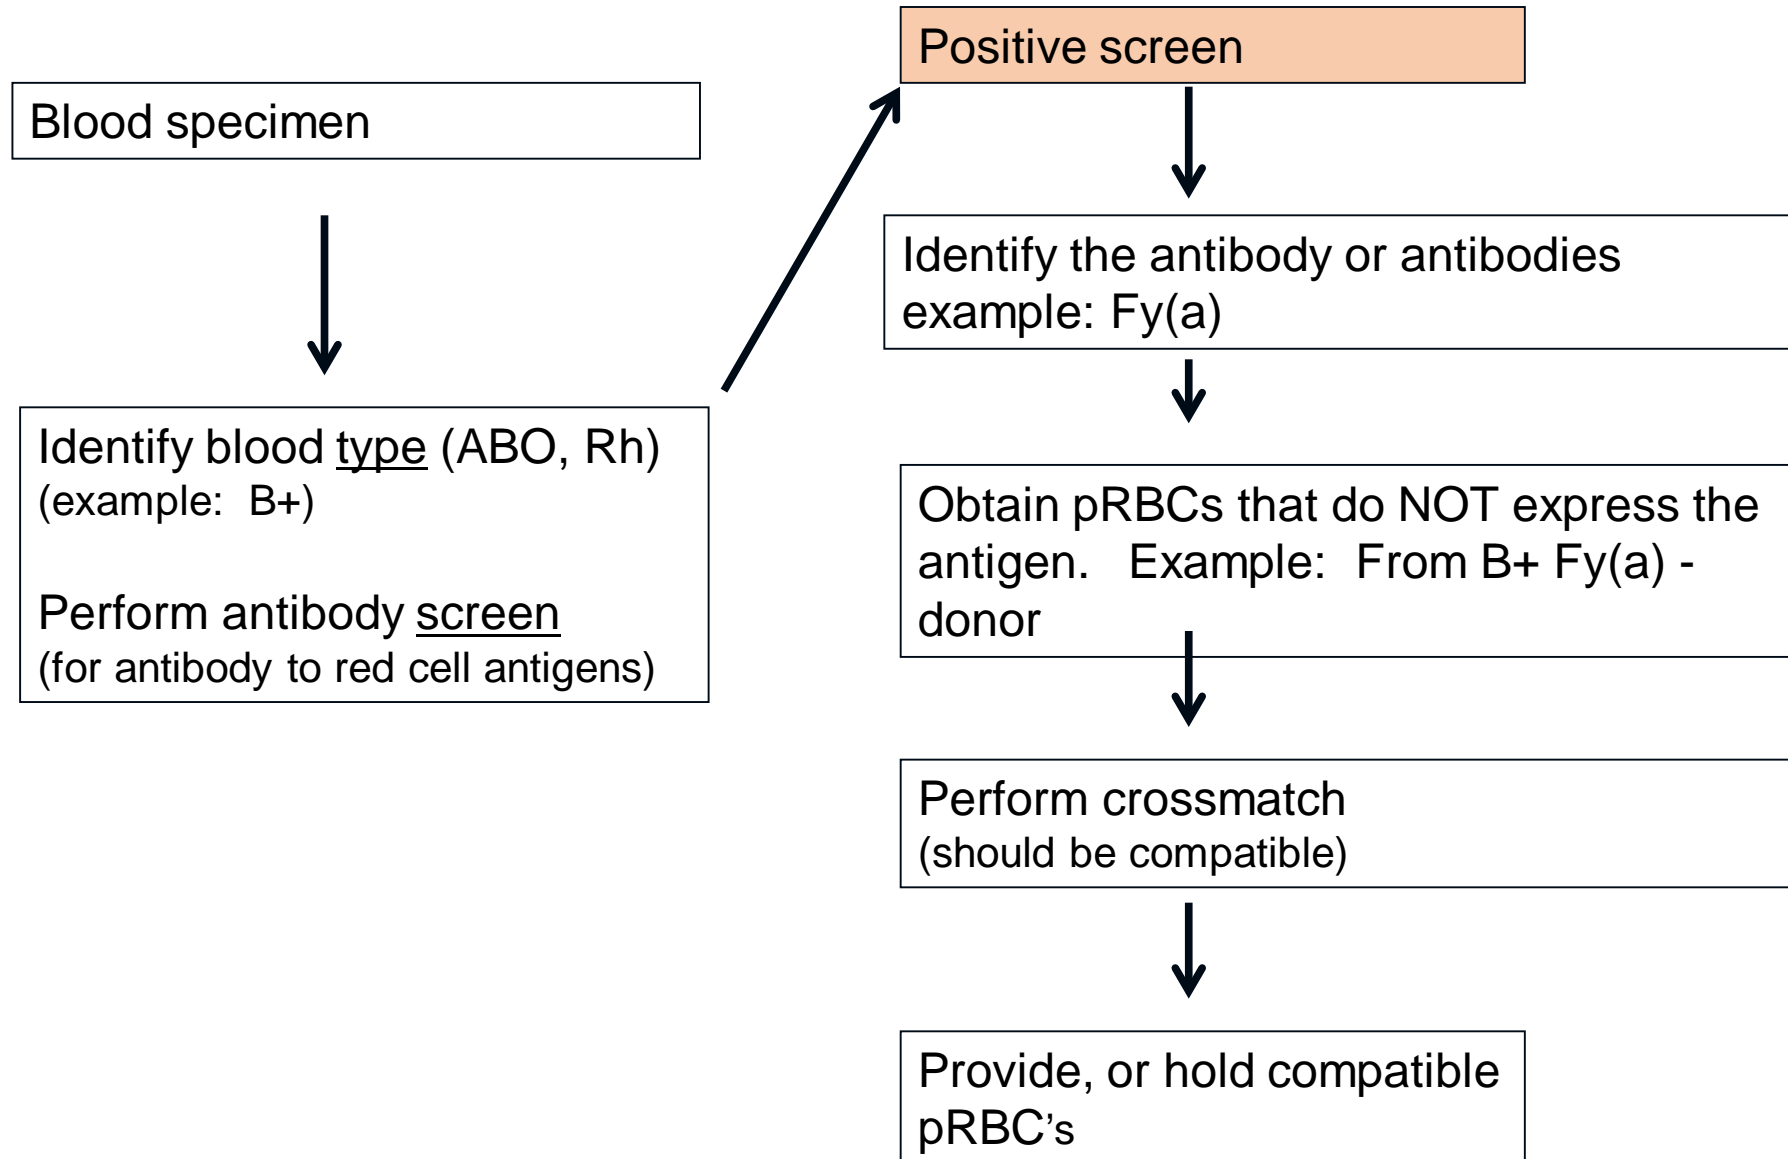 Blood specimen
Identify blood type (ABO, Rh)
(example:  B+)
Perform antibody screen
(for antibody to red cell antigens)
Positive screen
Identify the antibody or antibodies
example: Fy(a)
Obtain pRBCs that do NOT express the
antigen.   Example:  From B+ Fy(a) -
donor
Perform crossmatch
(should be compatible)
Provide, or hold compatible
pRBC’s